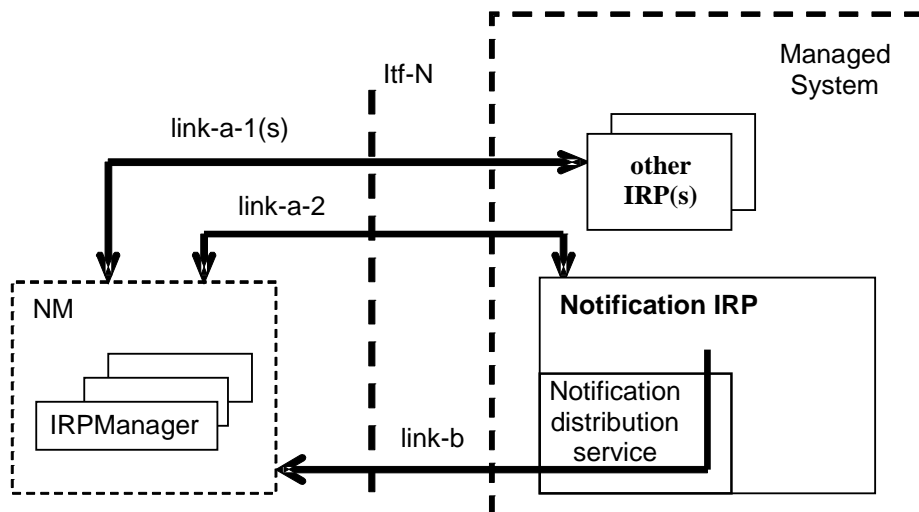 Managed
System
Itf-N
link-a-1(s)
other
IRP(s)
link-a-2
NM
Notification IRP
IRPManager
Notification
distribution
service
link-b